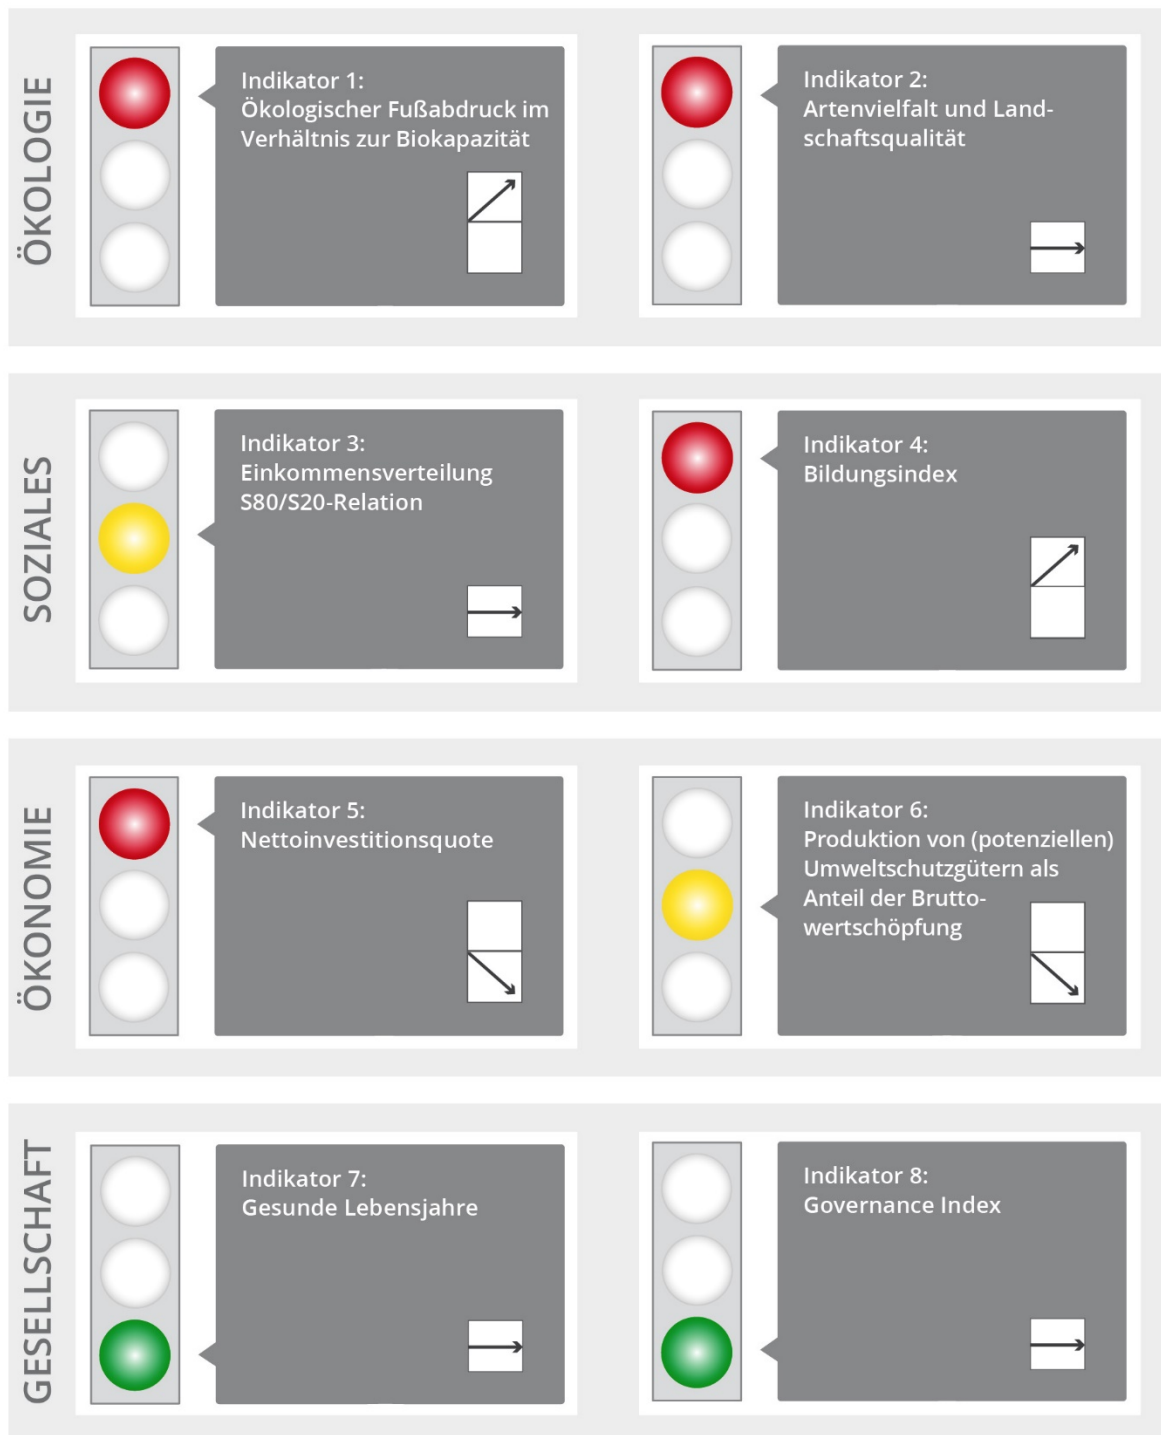 ÖKOLOGIE
Indikator 1:
Ökologischer Fußabdruck im
Verhältnis zur Biokapazität
Indikator 2:
Artenvielfalt und Land-
schaftsqualität
SOZIALES
Indikator 3:
Einkommensverteilung
S80/S20-Relation
Indikator 4:
Bildungsindex
ÖKONOMIE
Indikator 5:
Nettoinvestitionsquote
Indikator 6:
Produktion von (potenziellen)
Umweltschutzgütern als
Anteil der Brutto-
wertschöpfung
GESELLSCHAFT
Indikator 7:
Gesunde Lebensjahre
Indikator 8:
Governance Index